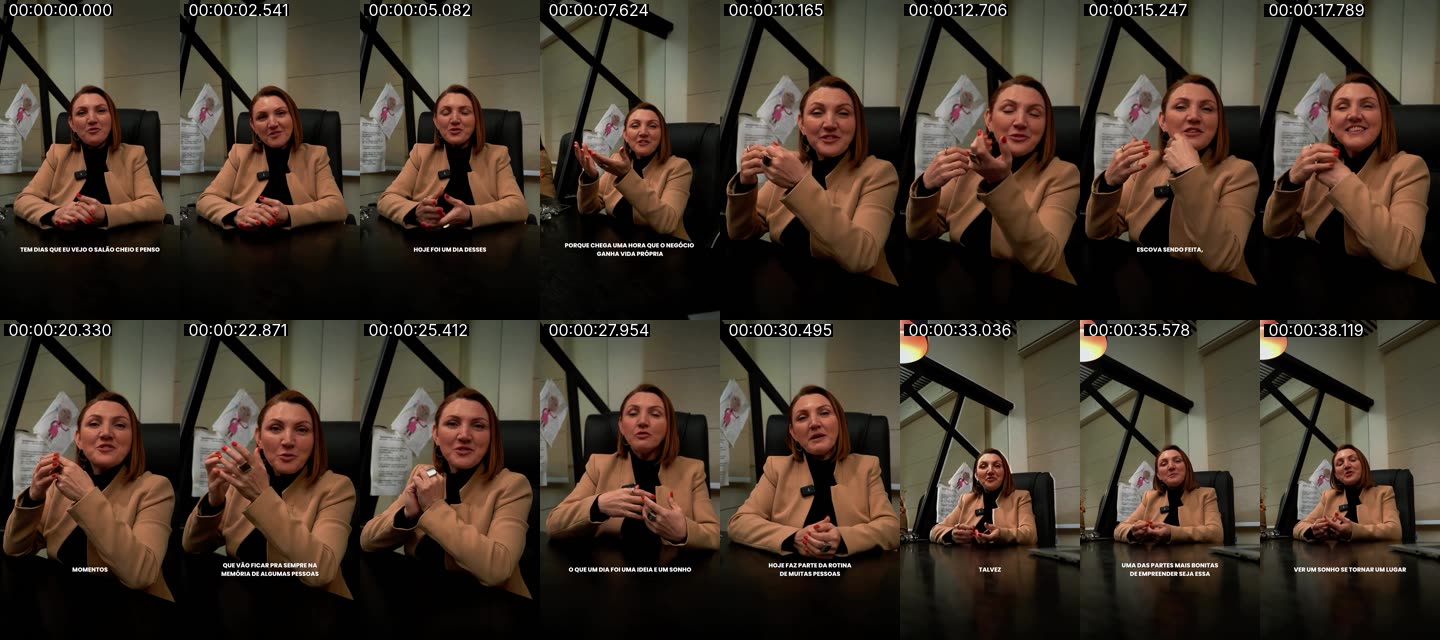 00:00:00.000
00:00:02.541
00:00:05.082
00:00:07.624
00:00:10.165
00:00:12.706
00:00:15.247
00:00:17.789
TEM DIAS QUE EU VEJO O SALÃO CHEIO E PENSO
HOJE FOI UM DIA DESSES
PORQUE CHEGA UMA HORA QUE O NEGÓCIO
GANHA VIDA PRÓPRIA
ESCOVA SENDO FEITA,
00:00:20.330
00:00:22.871
00:00:25.412
00:00:27.954
00:00:30.495
00:00:33.036
00:00:35.578
00:00:38.119
MOMENTOS
QUE VÃO FICAR PRA SEMPRE NA
MEMÓRIA DE ALGUMAS PESSOAS
O QUE UM DIA FOI UMA IDEIA E UM SONHO
HOJE FAZ PARTE DA ROTINA
DE MUITAS PESSOAS
TALVEZ
UMA DAS PARTES MAIS BONITAS
DE EMPREENDER SEJA ESSA
VER UM SONHO SE TORNAR UM LUGAR